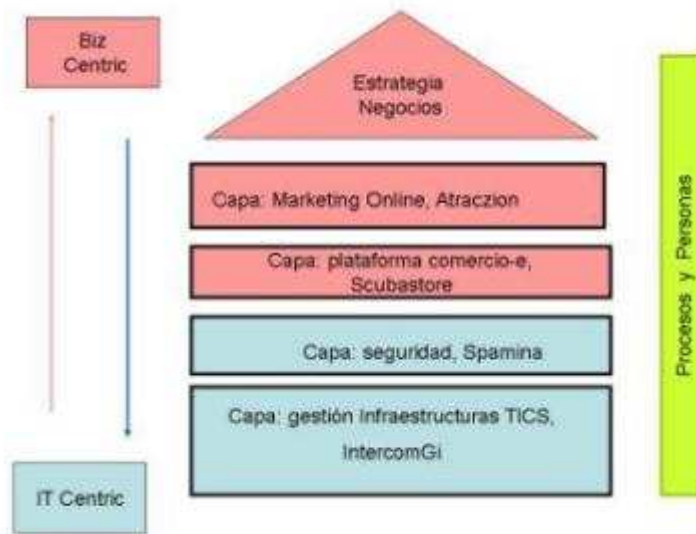 Biz
Centric
Estrategia
Negocios
Capa: Marketing Online, Atraczion
Capa: plataforma comercio-e,
Scubastore
Capa: seguridad, Spamina
Capa: gestión Infraestructuras TICS,
IntercomGi
IT Centric
Procesos y Personas